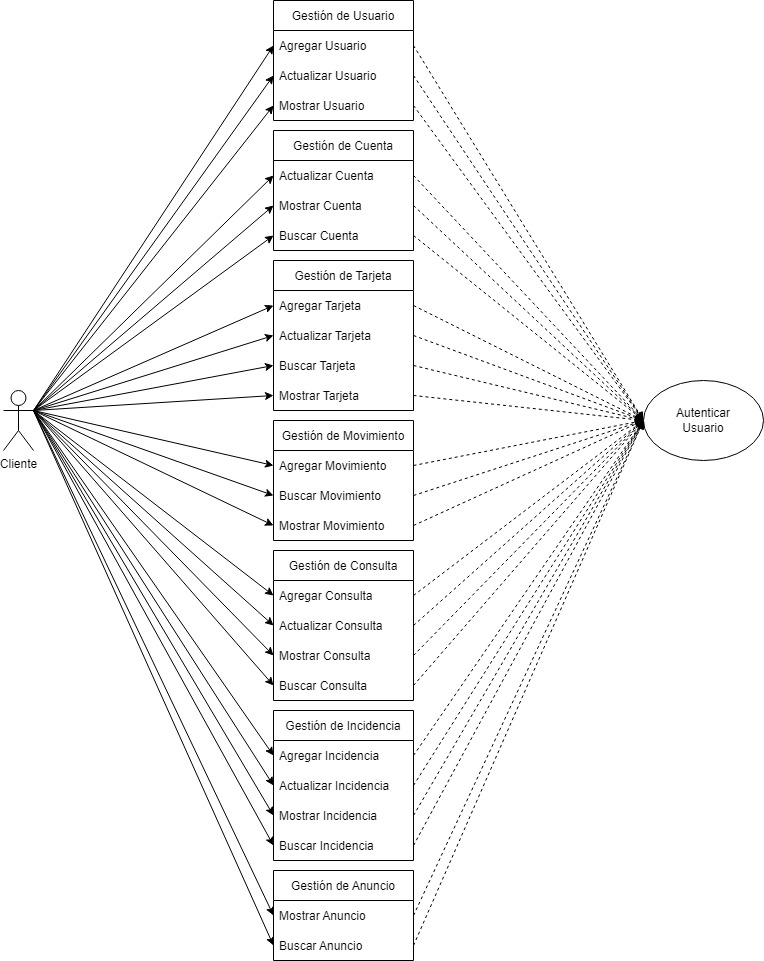 Gestión de Usuario
Agregar Usuario
Actualizar Usuario
Mostrar Usuario
Gestión de Cuenta
Actualizar Cuenta
Mostrar Cuenta
Buscar Cuenta
Gestión de Tarjeta
Agregar Tarjeta
Actualizar Tarjeta
Buscar Tarjeta
Mostrar Tarjeta
Cliente
Autenticar
Usuario
Gestión de Movimiento
Agregar Movimiento
Buscar Movimiento
Mostrar Movimiento
Gestión de Consulta
Agregar Consulta
Actualizar Consulta
Mostrar Consulta
Buscar Consulta
Gestión de Incidencia
Agregar Incidencia
Actualizar Incidencia
Mostrar Incidencia
Buscar Incidencia
Gestión de Anuncio
Mostrar Anuncio
Buscar Anuncio